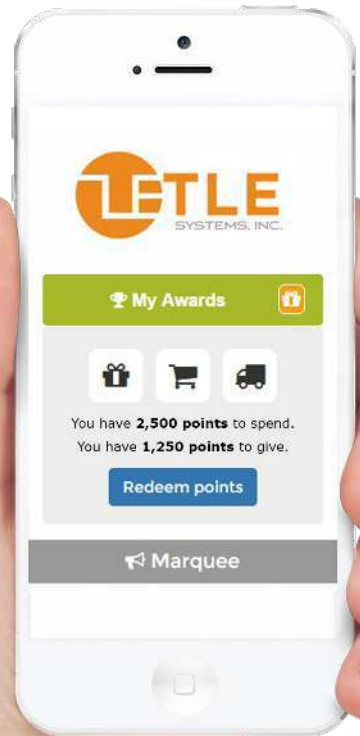 TLE
SYSTEMS, INC.
My Awards
You have 2,500 points to spend.
You have 1,250 points to give.
Redeem points
Marquee